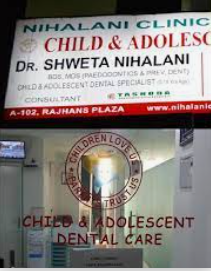 NIHALANI CLINIC
CHILD & ADOLESC
DR. SHWETA NIHALANI
BDS, MDS (PAEDODONTICS & PREV. DENT)
CHILD & ADOLESCENT DENTAL SPECIALIST
CONSULTANT
A-102, RAJHANS PLAZA
www.nihalani
CHILDREN LOVE US
PARENTS TRUST US
CHILD & ADOLESCENT
DENTAL CARE